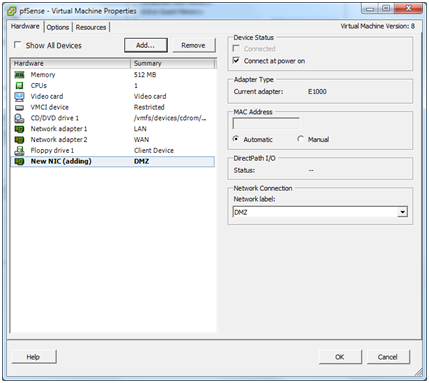 pfSense - Virtual Machine Properties
Hardware Options Resources
Virtual Machine Version: 8
Show All Devices Add... Remove
Hardware Summary
Memory 512 MB
CPUs 1
Video card Video card
VMCI device Restricted
CD/DVD drive 1 /vmfs/devices/cdrom/...
Network adapter 1 LAN
Network adapter 2 WAN
Floppy drive 1 Client Device
New NIC (adding) DMZ
Device Status
Connected
Connect at power on
Adapter Type
Current adapter: E1000
MAC Address
Automatic Manual
DirectPath I/O
Status: --
Network Connection
Network label:
DMZ
Help OK Cancel